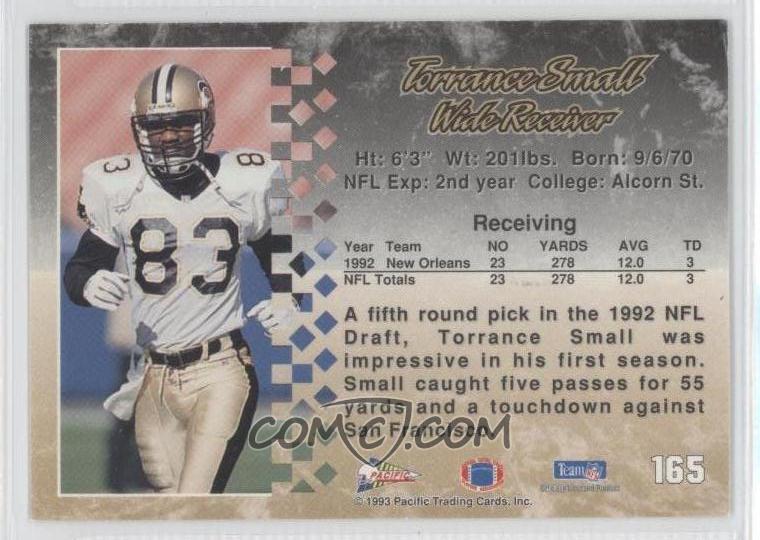 Torrance Small
Wide Receiver
Ht: 6'3" Wt: 201lbs. Born: 9/6/70
NFL Exp: 2nd year College: Alcorn St.
Receiving
Year Team NO YARDS AVG TD
1992 New Orleans 23 278 12.0 3
NFL Totals 23 278 12.0 3
A fifth round pick in the 1992 NFL
Draft, Torrance Small was
impressive in his first season.
Small caught five passes for 55
yards and a touchdown against
San Francisco.
83
83
COMC.COM
PACIFIC
Team NFL
165
© 1993 Pacific Trading Cards, Inc.